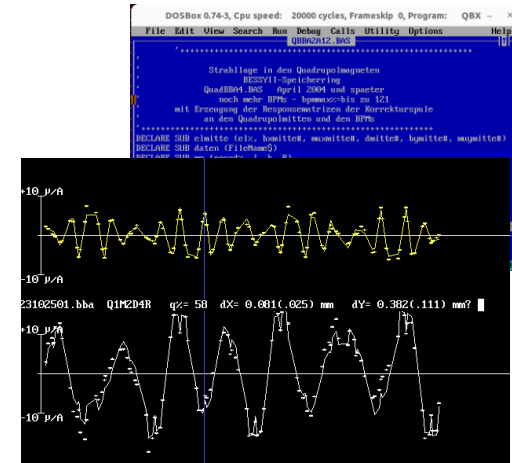 DOSBox 0.74-3, Cpu speed: 20000 cycles, Frameskip 0, Program: QBX — ×
File Edit View Search Run Debug Calls Utility Options Help
QBBA2A12.BAS
'*****************************************************
Strahllage in den Quadrupolmagneten
BESSYII-Speicherring
QuadBBA4.BAS April 2004 und spaeter
noch mehr BPMs - bpmmax<=bis zu 121
mit Erzeugung der Responsematrizen der Korrekturspule
an den Quadrupolmitten und den BPMs
'*****************************************************
DECLARE SUB elmitte (el%, bxmitte#, muxmitte#, dmitte#, bymitte#, muymitte#)
DECLARE SUB daten (FileName$)
+10 µ/A
-10 µ/A
23102501.bba Q1M2D4R q%= 58 dX= 0.081(.025) mm dY= 0.382(.111) mm?
+10 µ/A
-10 µ/A